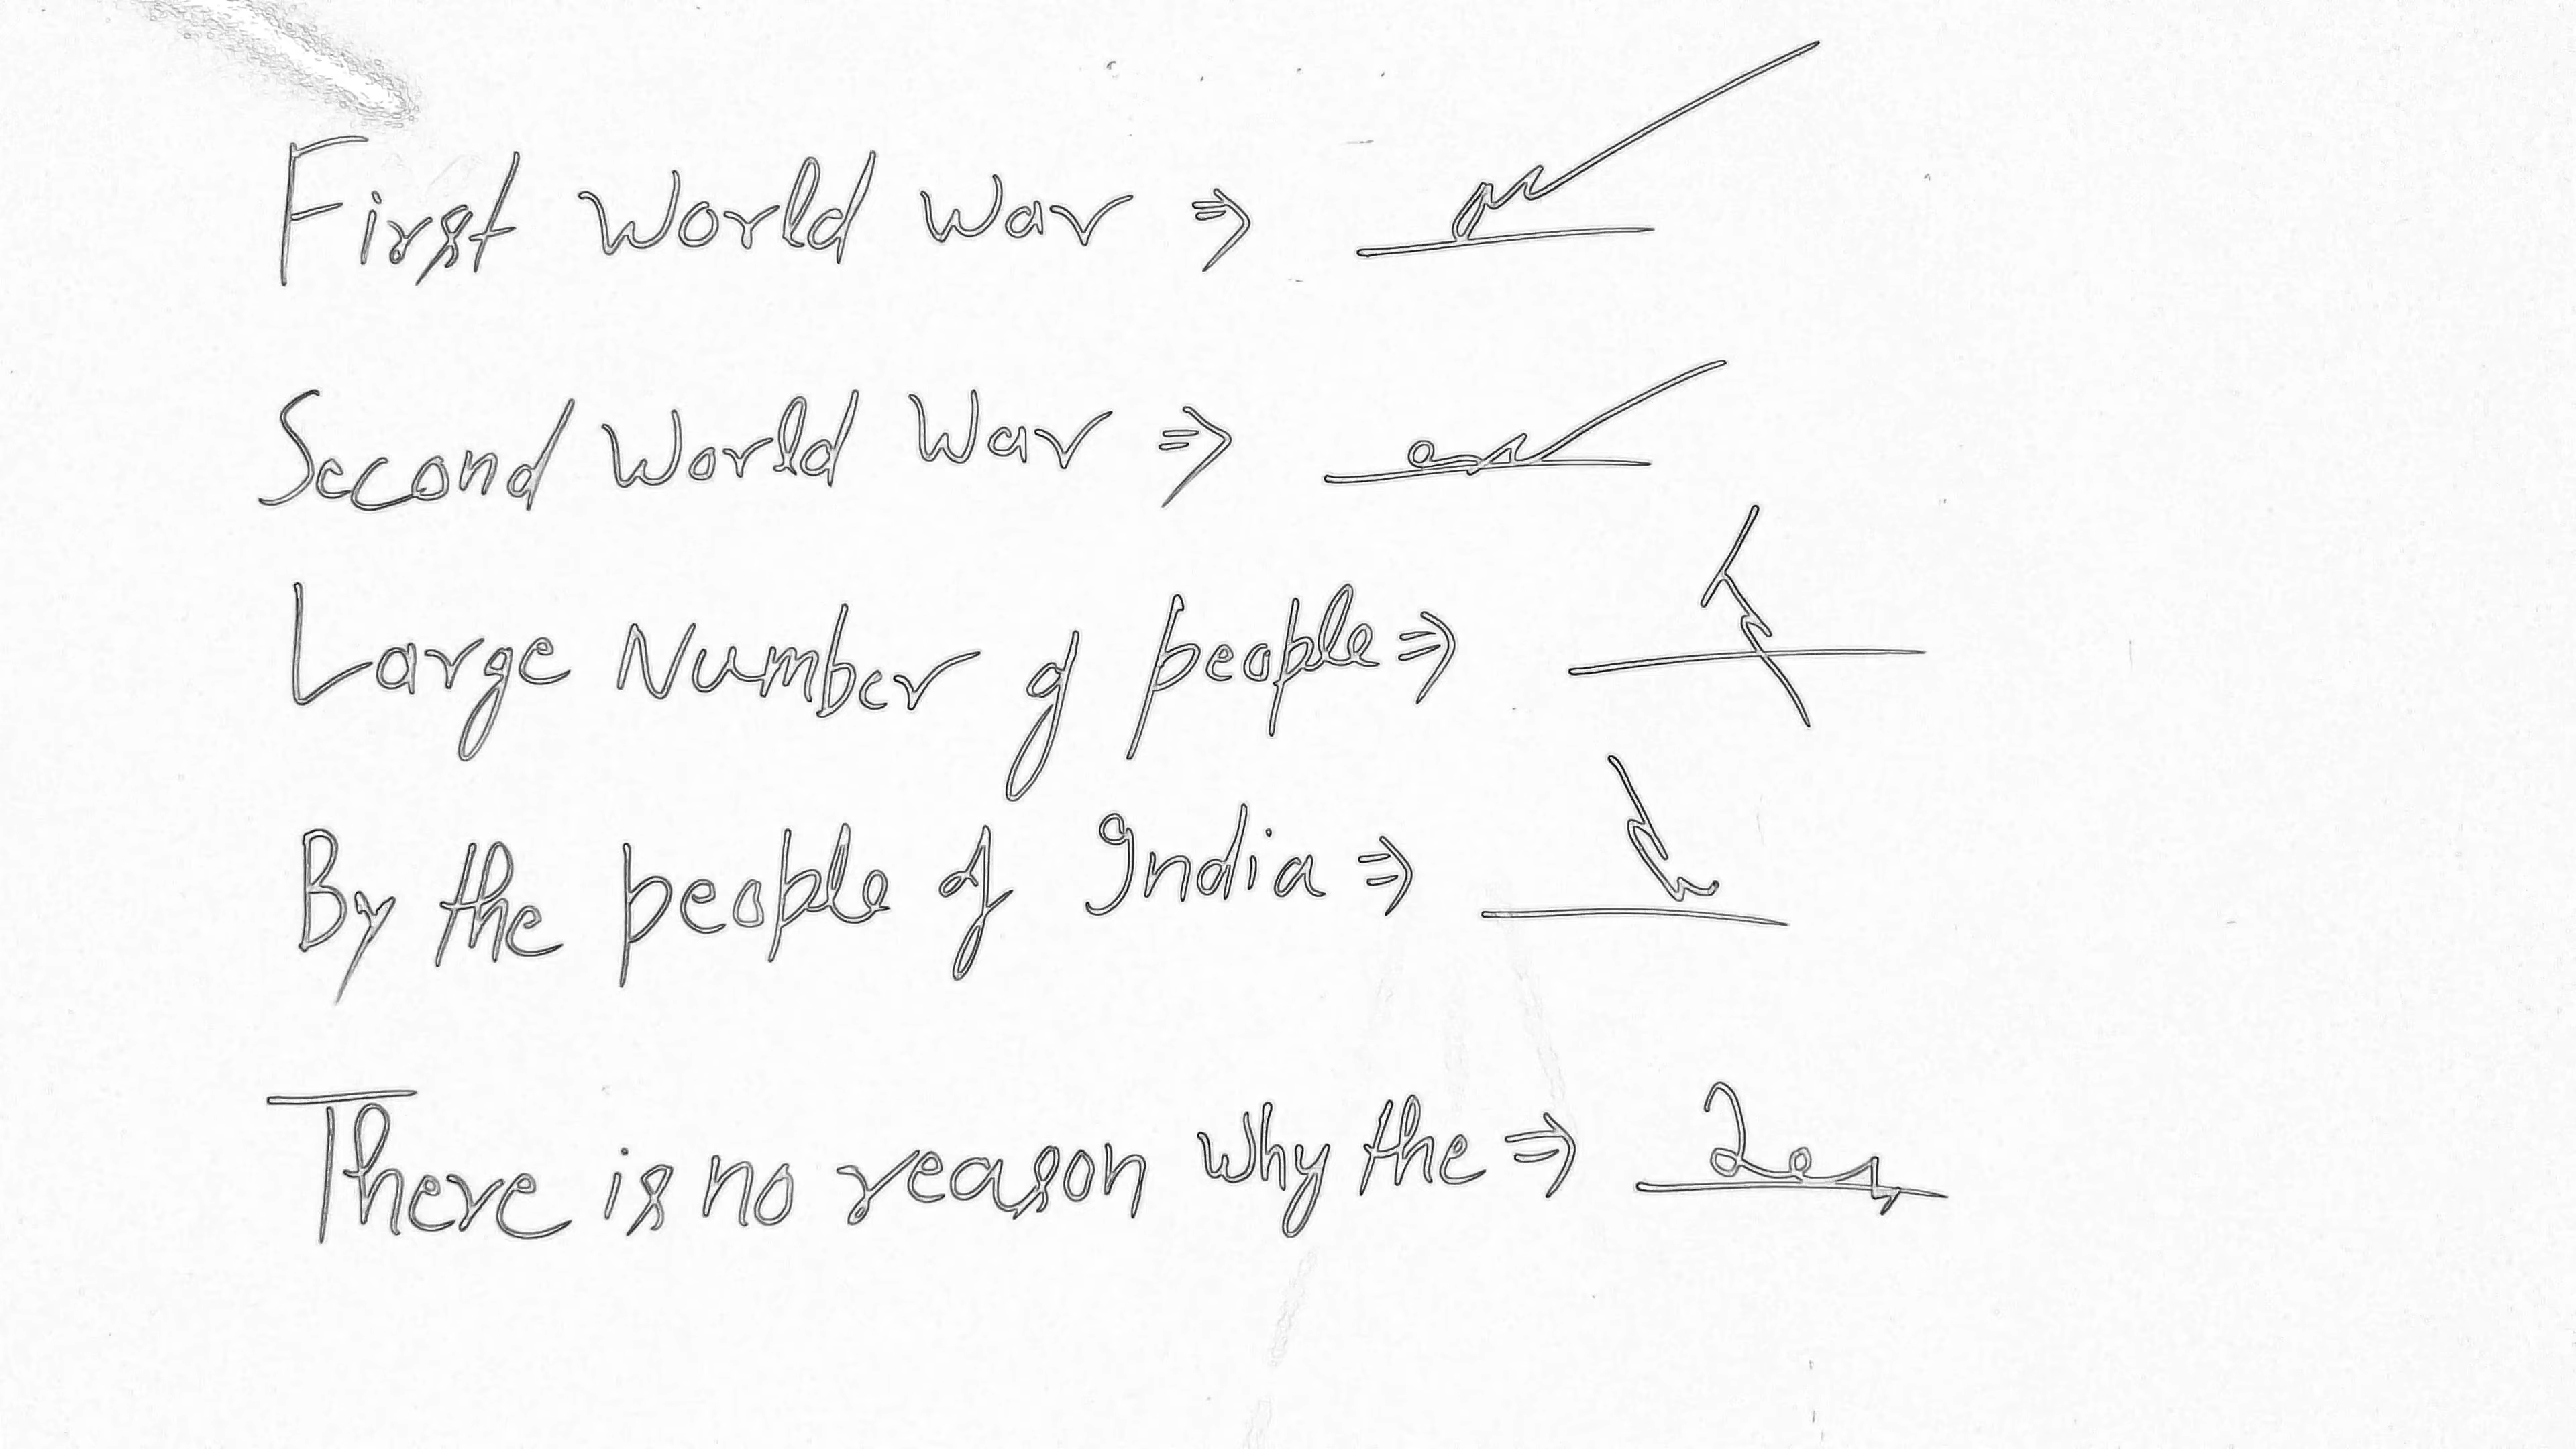 First World War ⇒
Second World War ⇒
Large Number of people ⇒
By the people of India ⇒
There is no reason why the ⇒